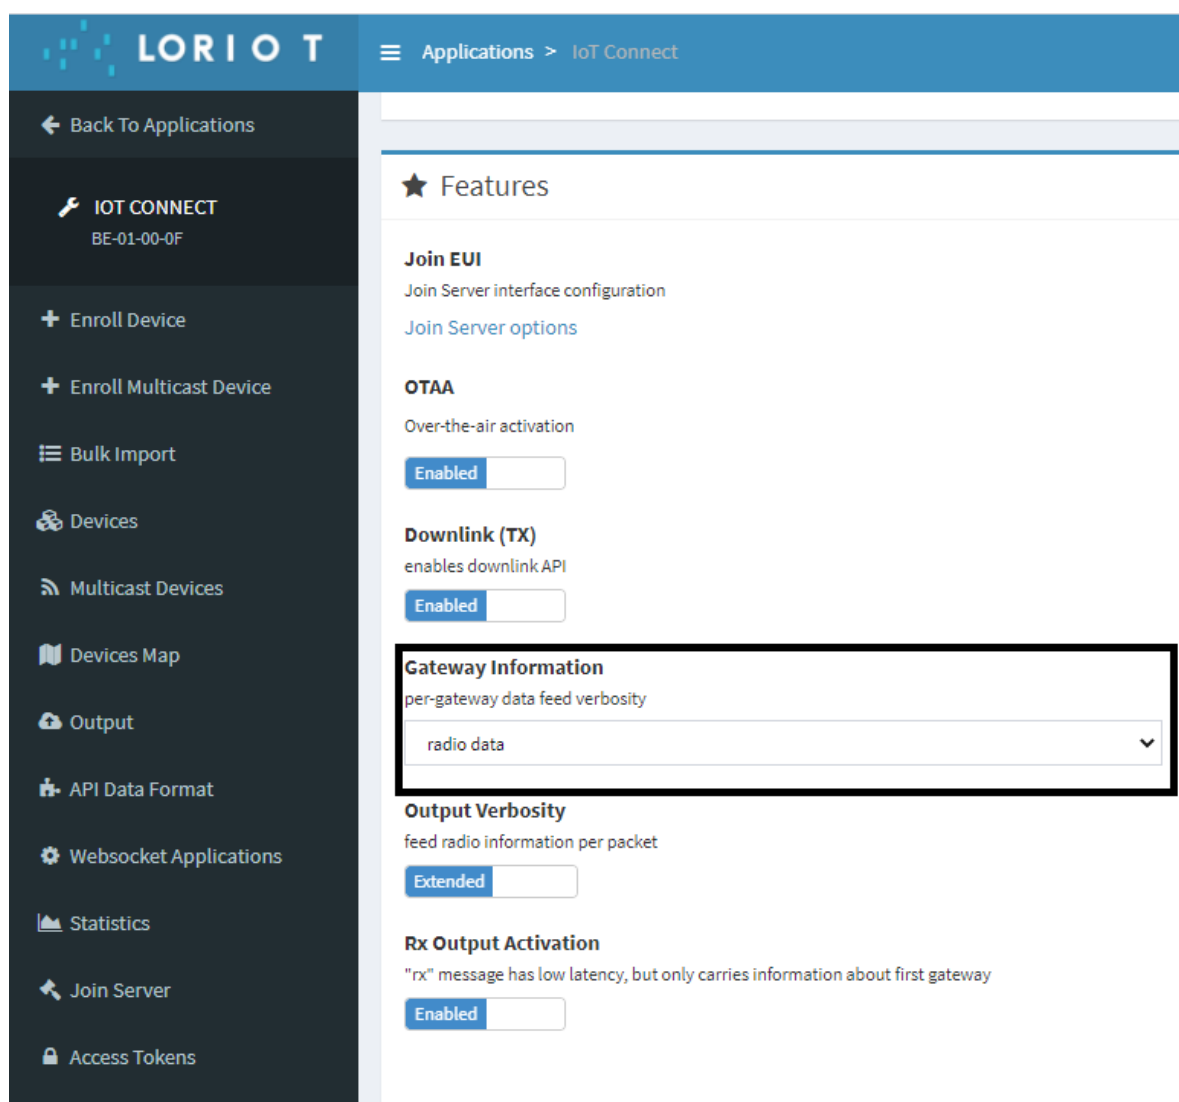 LORIOT
Applications > IoT Connect
Back To Applications
IOT CONNECT
BE-01-00-0F
Enroll Device
Enroll Multicast Device
Bulk Import
Devices
Multicast Devices
Devices Map
Output
API Data Format
Websocket Applications
Statistics
Join Server
Access Tokens
Features
Join EUI
Join Server interface configuration
Join Server options
OTAA
Over-the-air activation
Enabled
Downlink (TX)
enables downlink API
Enabled
Gateway Information
per-gateway data feed verbosity
radio data
Output Verbosity
feed radio information per packet
Extended
Rx Output Activation
"rx" message has low latency, but only carries information about first gateway
Enabled